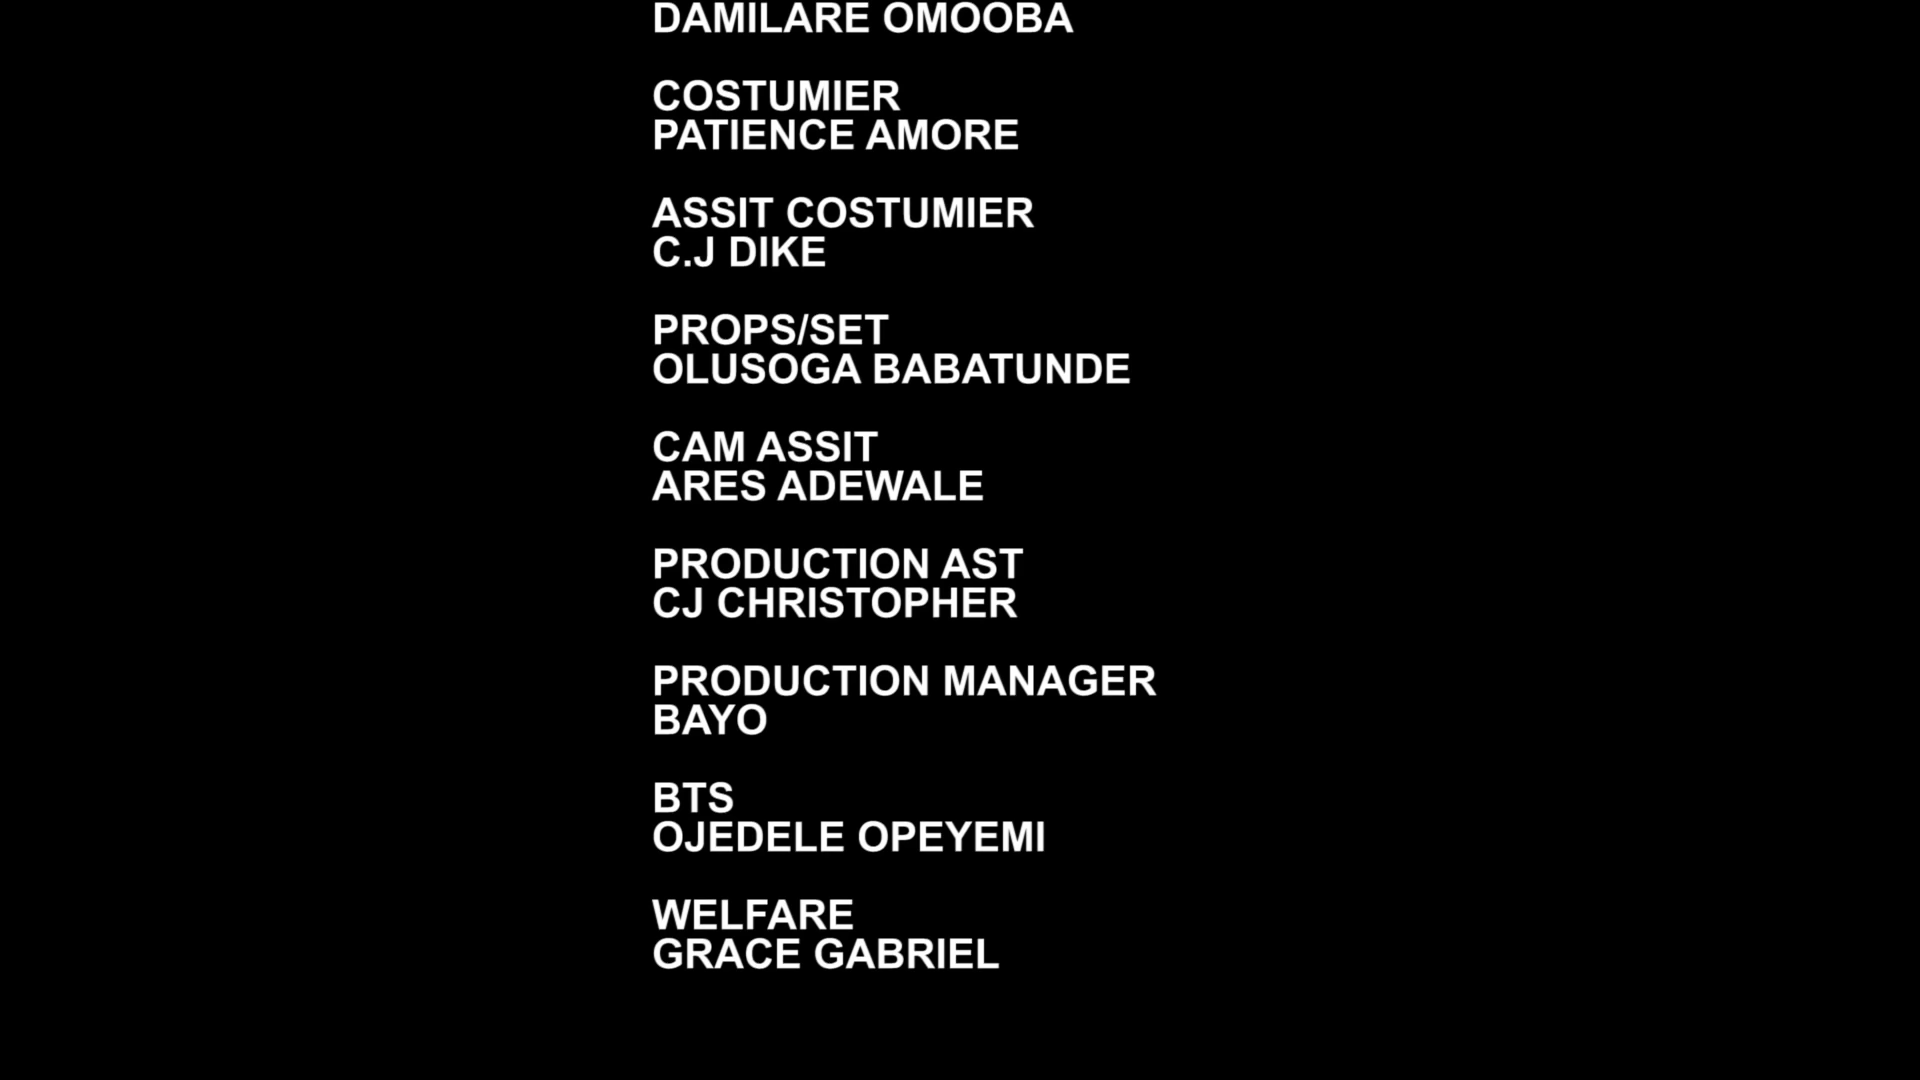 DAMILARE OMOOBA
COSTUMIER
PATIENCE AMORE
ASSIT COSTUMIER
C.J DIKE
PROPS/SET
OLUSOGA BABATUNDE
CAM ASSIT
ARES ADEWALE
PRODUCTION AST
CJ CHRISTOPHER
PRODUCTION MANAGER
BAYO
BTS
OJEDELE OPEYEMI
WELFARE
GRACE GABRIEL